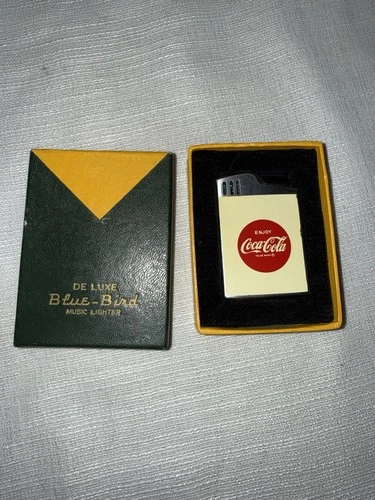 DE LUXE
Blue-Bird
MUSIC LIGHTER
ENJOY
Coca-Cola